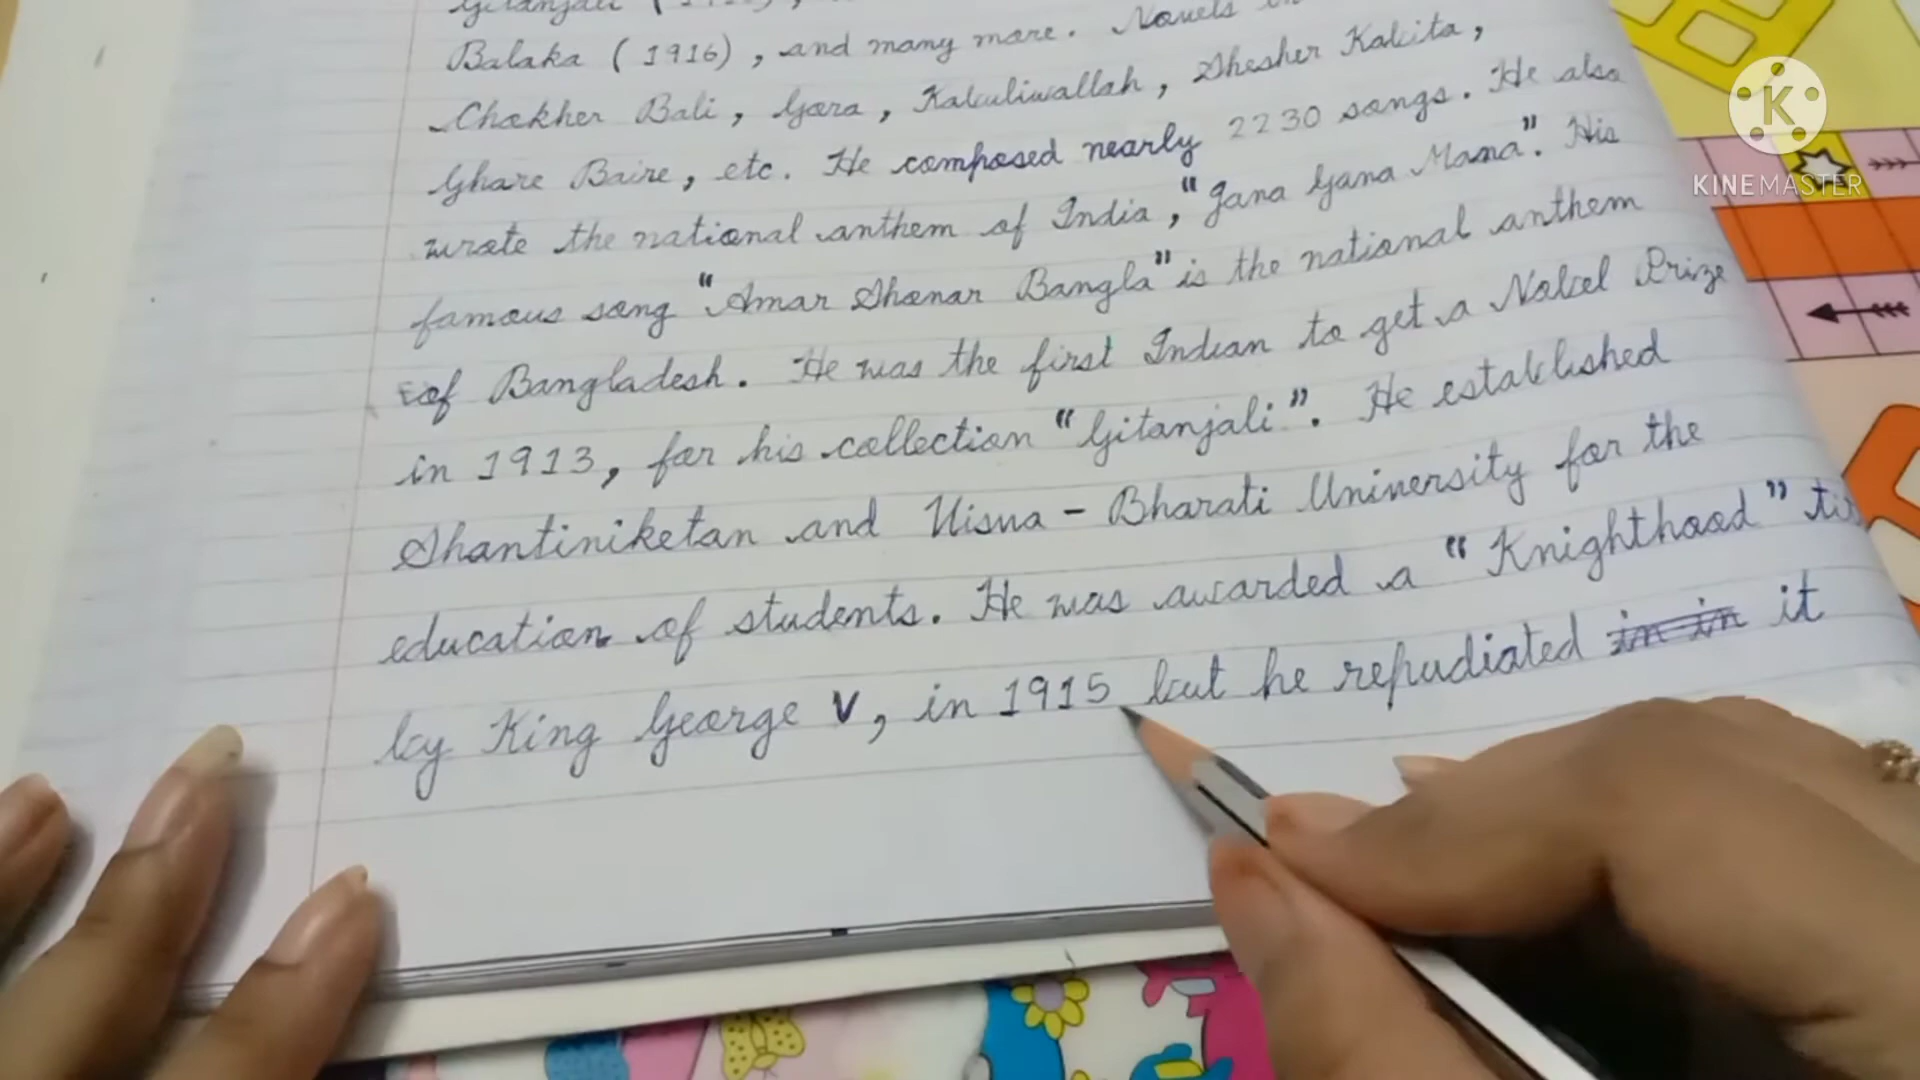 Gitanjali
Balaka (1916), and many more. Novels
Chokher Bali, Gora, Kabuliwallah, Shesher Kabita,
Ghare Baire, etc. He composed nearly 2230 songs. He also
wrote the national anthem of India, "Jana Gana Mana". His
famous song "Amar Shonar Bangla" is the national anthem
of Bangladesh. He was the first Indian to get a Nobel Prize
in 1913, for his collection "Gitanjali". He established
Shantiniketan and Visva - Bharati University for the
education of students. He was awarded a "Knighthood"
by King George V, in 1915 but he repudiated in in it
KINEMASTER